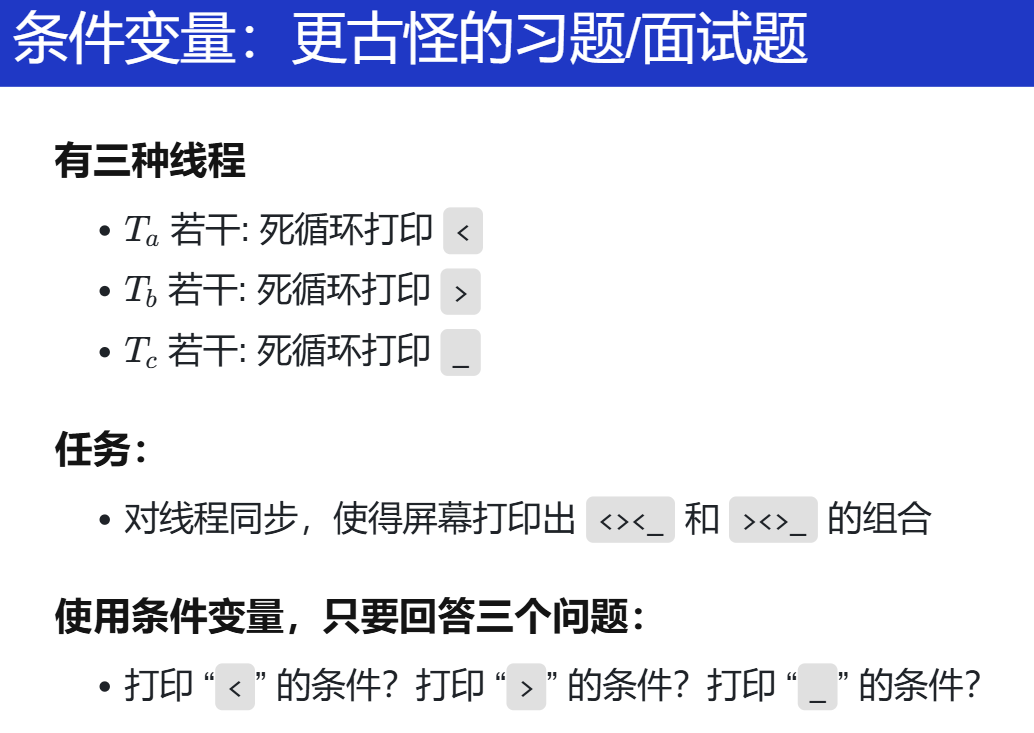 条件变量：更古怪的习题/面试题
有三种线程
• Ta 若干: 死循环打印 <
• Tb 若干: 死循环打印 >
• Tc 若干: 死循环打印 _
任务：
• 对线程同步，使得屏幕打印出 <><_ 和 ><>_ 的组合
使用条件变量，只要回答三个问题：
• 打印 “<” 的条件？打印 “>” 的条件？打印 “_” 的条件？